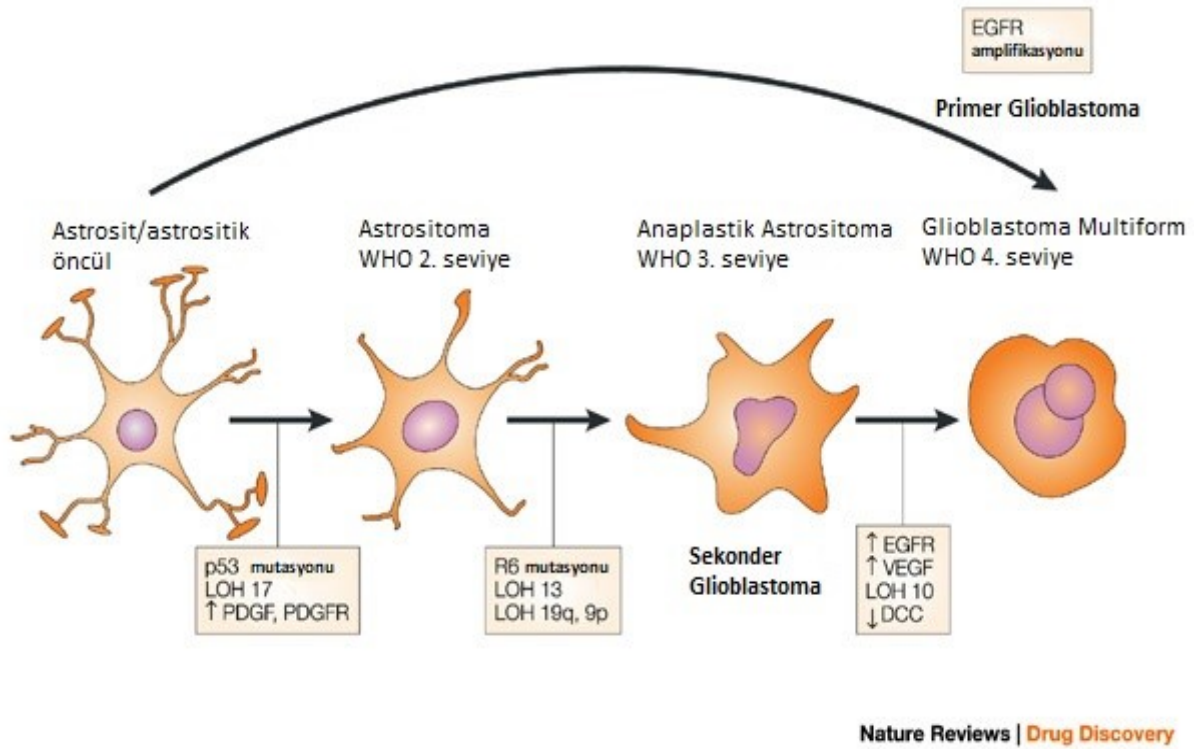 EGFR
amplifikasyonu
Primer Glioblastoma
Astrosit/astrositik
öncül
Astrositoma
WHO 2. seviye
Anaplastik Astrositoma
WHO 3. seviye
Glioblastoma Multiform
WHO 4. seviye
p53 mutasyonu
LOH 17
↑ PDGF, PDGFR
R6 mutasyonu
LOH 13
LOH 19q, 9p
Sekonder
Glioblastoma
↑ EGFR
↑ VEGF
LOH 10
↓DCC
Nature Reviews | Drug Discovery